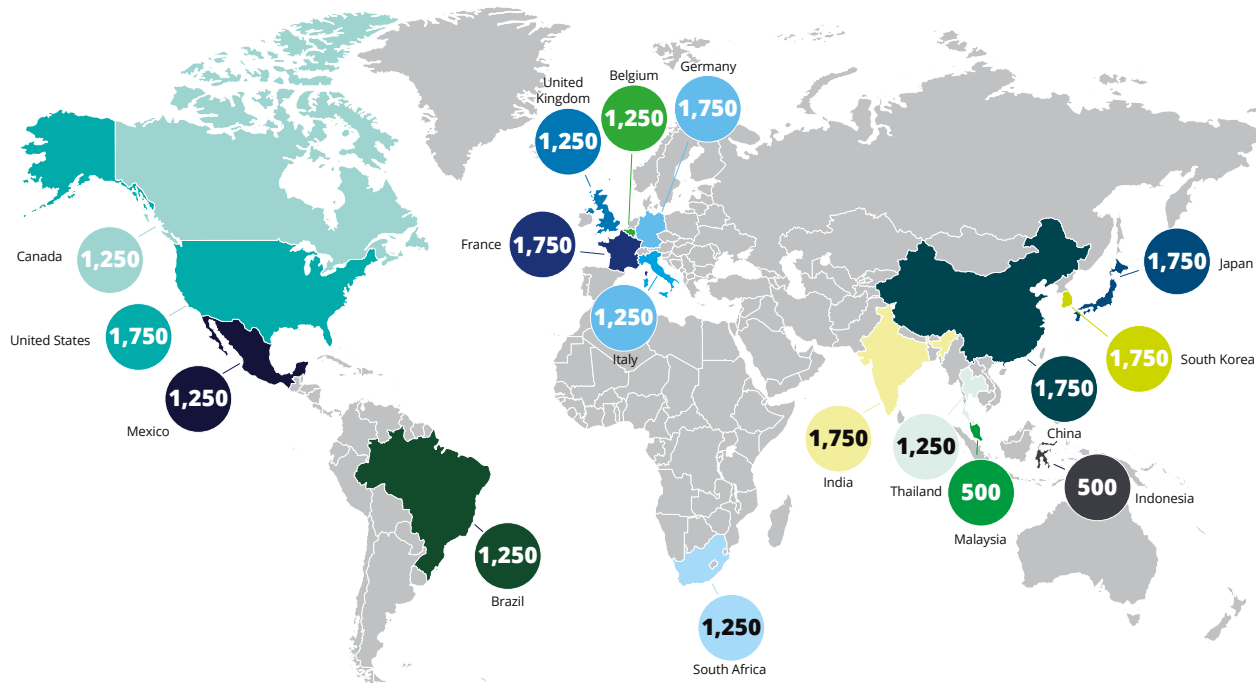 Germany
1,750
Belgium
1,250
United
Kingdom
1,250
France
1,750
1,250
Italy
Canada
1,250
United States
1,750
Mexico
1,250
1,250
Brazil
1,250
South Africa
1,750
Japan
1,750
South Korea
1,750
China
1,750
India
1,250
Thailand
500
Malaysia
500
Indonesia